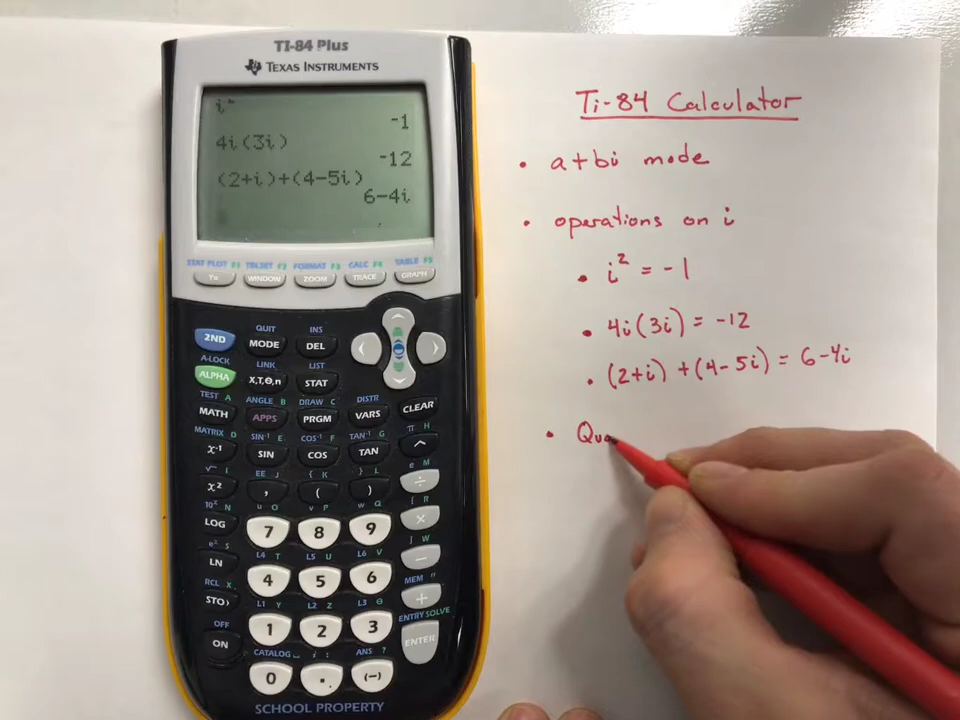 TI-84 Plus
TEXAS INSTRUMENTS
i²
-1
4i(3i)
-12
(2+i)+(4-5i)
6-4i
STAT PLOT F1 TBLSET F2 FORMAT F3 CALC F4 TABLE F5
Y= WINDOW ZOOM TRACE GRAPH
QUIT INS
2ND MODE DEL
A-LOCK LINK LIST
ALPHA X,T,θ,n STAT
TEST A ANGLE B DRAW C DISTR
MATH APPS PRGM VARS CLEAR
MATRIX D SIN⁻¹ E COS⁻¹ F TAN⁻¹ G π H
x⁻¹ SIN COS TAN ^
√ I EE J { K } L e M
x² , ( ) ÷
10ˣ N u O v P w Q [ R
LOG 7 8 9 ×
eˣ S L4 T L5 U L6 V ] W
LN 4 5 6 −
RCL X L1 Y L2 Z L3 θ MEM "
STO› 1 2 3 +
OFF CATALOG ⎵ i : ANS ? ENTRY SOLVE
ON 0 . (-) ENTER
SCHOOL PROPERTY
Ti-84 Calculator
• a+bi mode
• operations on i
• i² = -1
• 4i(3i) = -12
• (2+i) + (4-5i) = 6-4i
• Qua